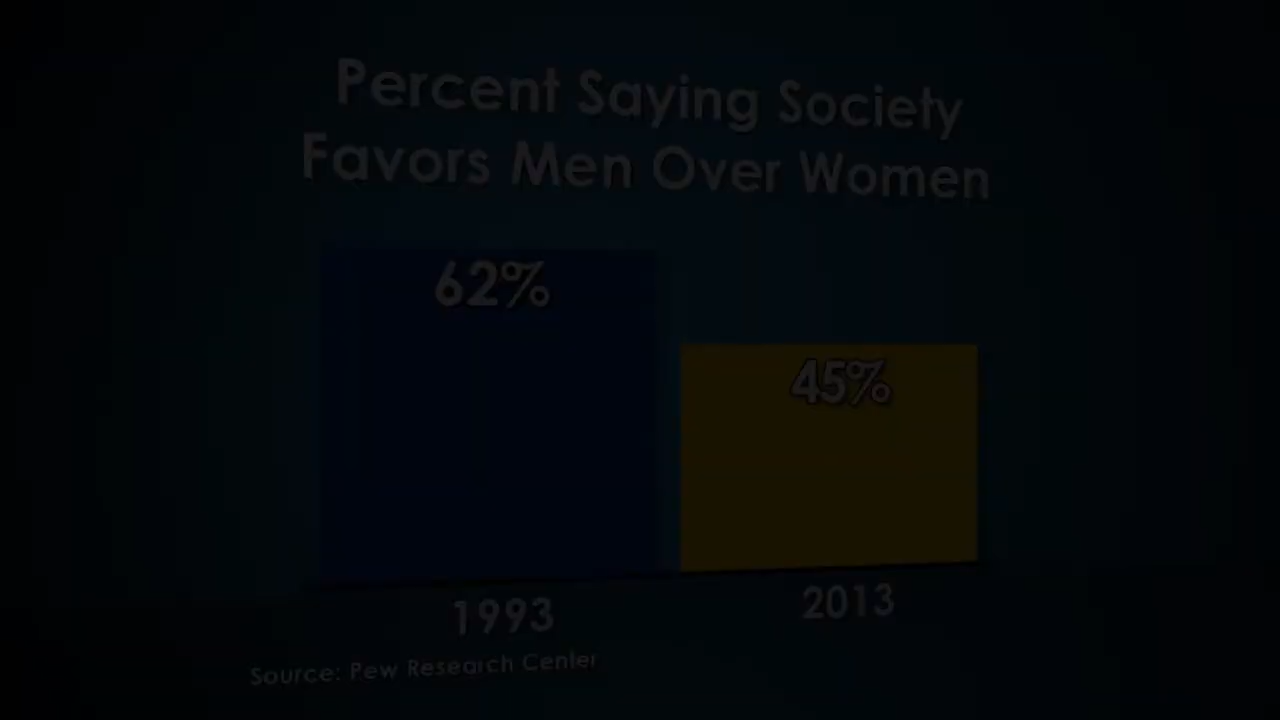 Percent Saying Society
Favors Men Over Women
62%
45%
1993
2013
Source: Pew Research Center